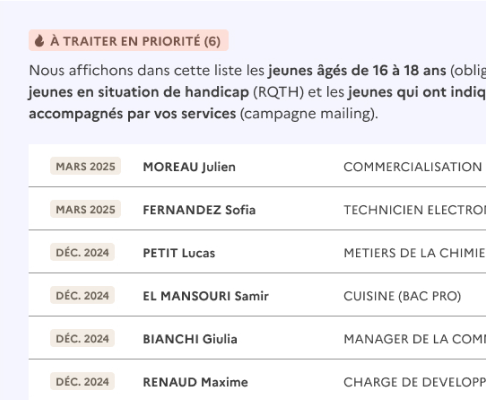 À TRAITER EN PRIORITÉ (6)
Nous affichons dans cette liste les jeunes âgés de 16 à 18 ans (oblig
jeunes en situation de handicap (RQTH) et les jeunes qui ont indiq
accompagnés par vos services (campagne mailing).
MARS 2025 MOREAU Julien COMMERCIALISATION
MARS 2025 FERNANDEZ Sofia TECHNICIEN ELECTRO
DÉC. 2024 PETIT Lucas METIERS DE LA CHIMIE
DÉC. 2024 EL MANSOURI Samir CUISINE (BAC PRO)
DÉC. 2024 BIANCHI Giulia MANAGER DE LA COM
DÉC. 2024 RENAUD Maxime CHARGE DE DEVELOPP